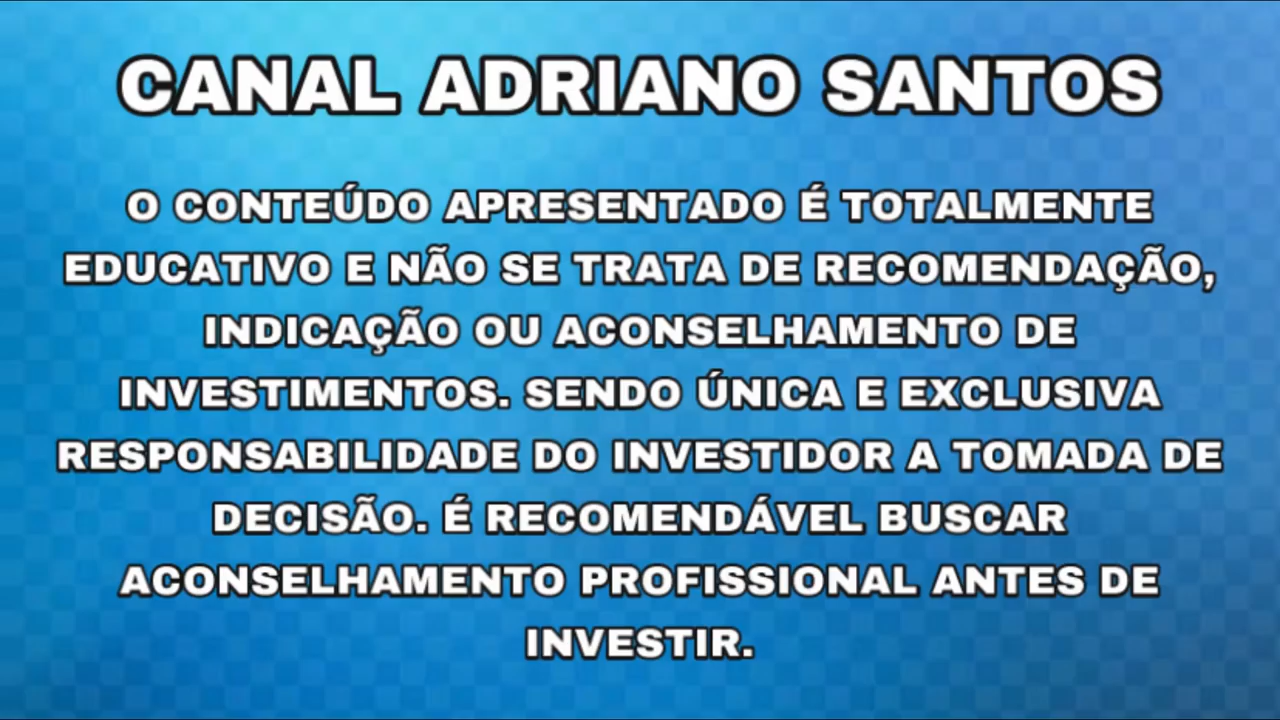 CANAL ADRIANO SANTOS
O CONTEÚDO APRESENTADO É TOTALMENTE
EDUCATIVO E NÃO SE TRATA DE RECOMENDAÇÃO,
INDICAÇÃO OU ACONSELHAMENTO DE
INVESTIMENTOS. SENDO ÚNICA E EXCLUSIVA
RESPONSABILIDADE DO INVESTIDOR A TOMADA DE
DECISÃO. É RECOMENDÁVEL BUSCAR
ACONSELHAMENTO PROFISSIONAL ANTES DE
INVESTIR.